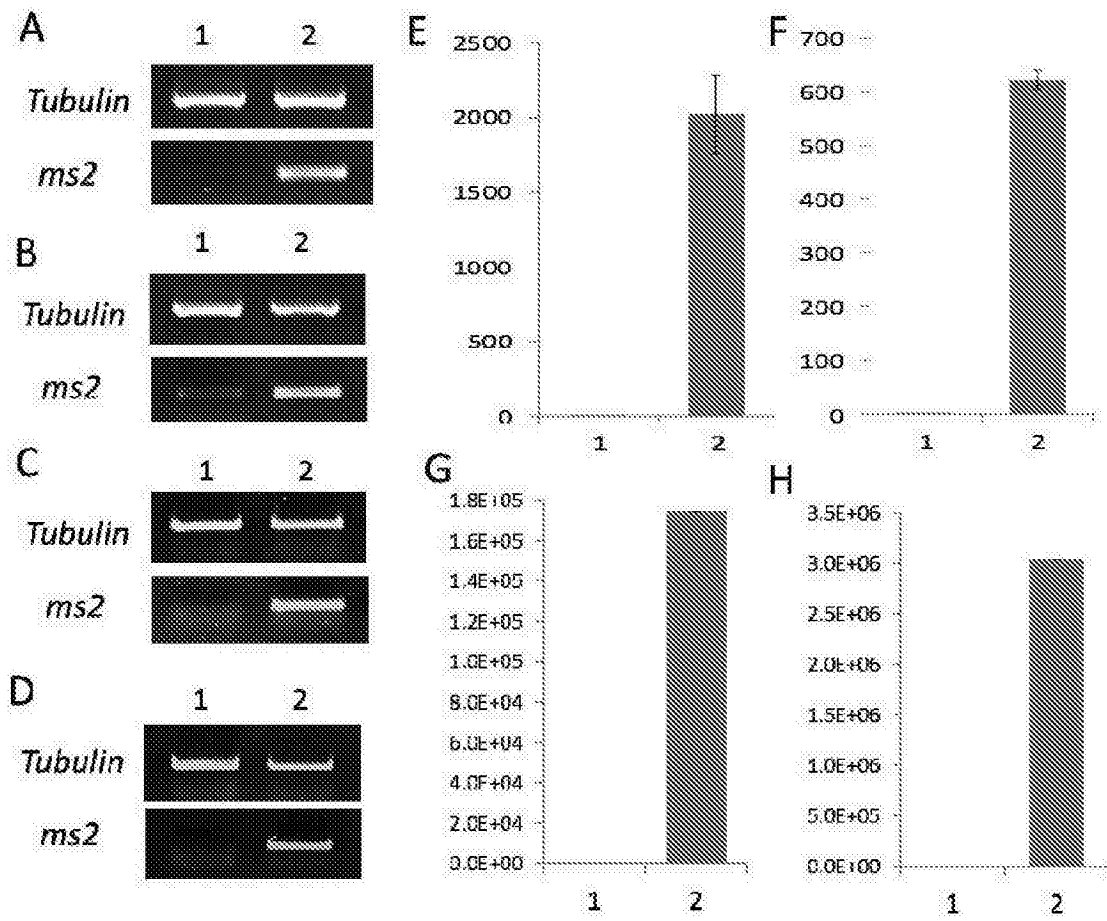 A
1 2
Tubulin
ms2
B
1 2
Tubulin
ms2
C
1 2
Tubulin
ms2
D
1 2
Tubulin
ms2
E
2500
2000
1500
1000
500
0
1 2
F
700
600
500
400
300
200
100
0
1 2
G
1.8E+05
1.6E+05
1.4E+05
1.2E+05
1.0E+05
8.0E+04
6.0E+04
4.0E+04
2.0E+04
0.0E+00
1 2
H
3.5E+06
3.0E+06
2.5E+06
2.0E+06
1.5E+06
1.0E+06
5.0E+05
0.0E+00
1 2